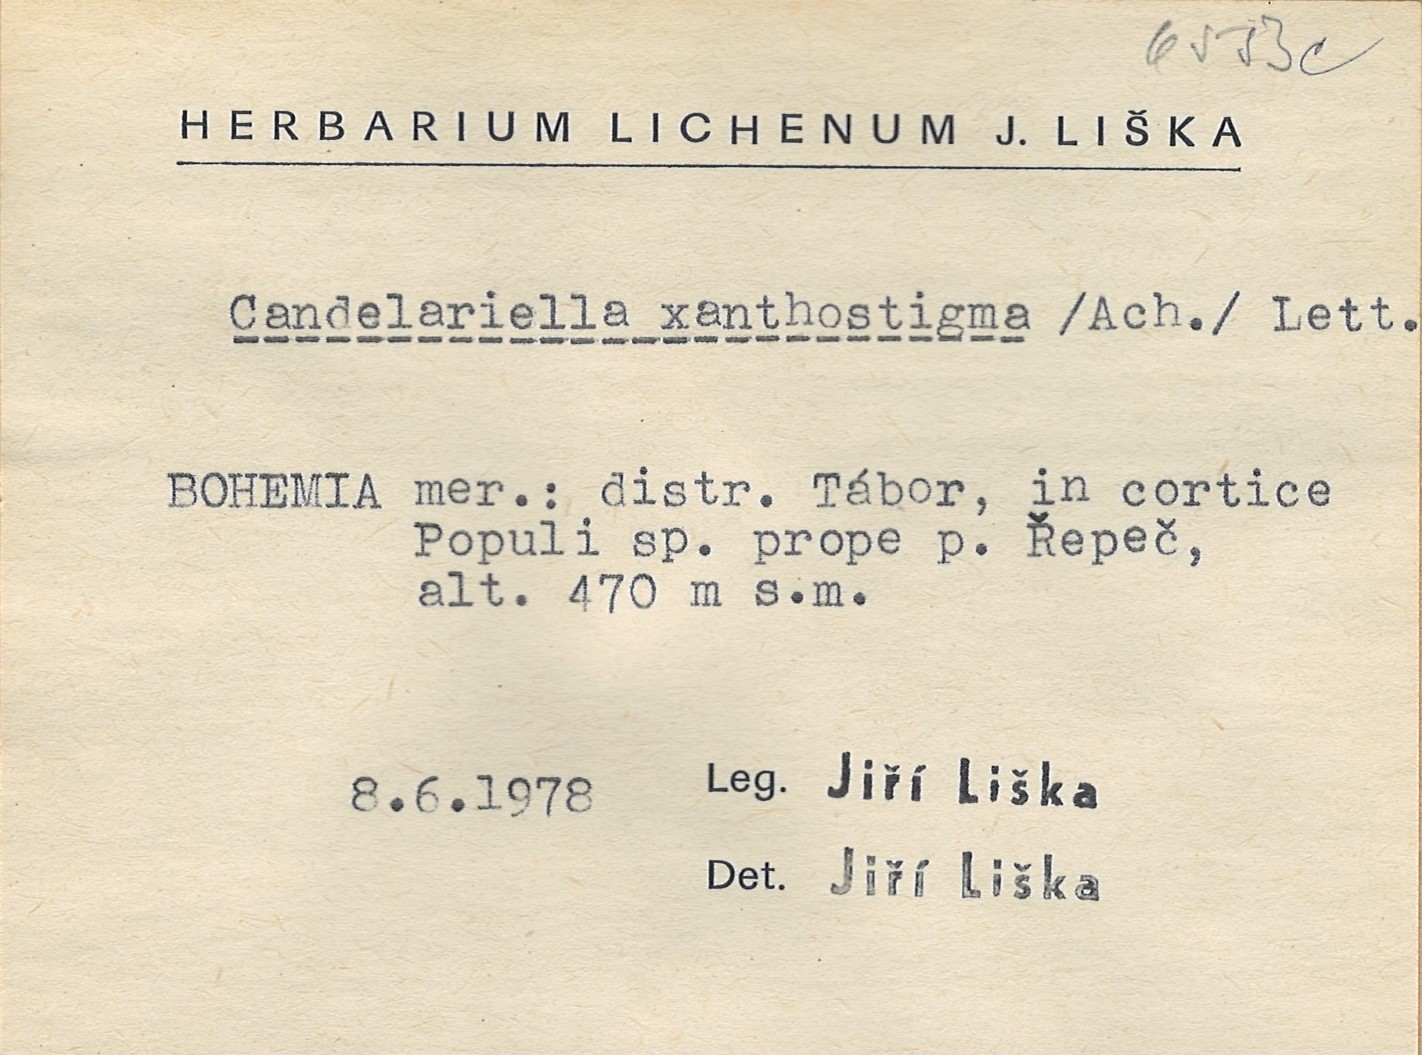 6553c
HERBARIUM LICHENUM J. LIŠKA
Candelariella xanthostigma /Ach./ Lett.
BOHEMIA mer.: distr. Tábor, in cortice
Populi sp. prope p. Řepeč,
alt. 470 m s.m.
8.6.1978 Leg. Jiří Liška
Det. Jiří Liška